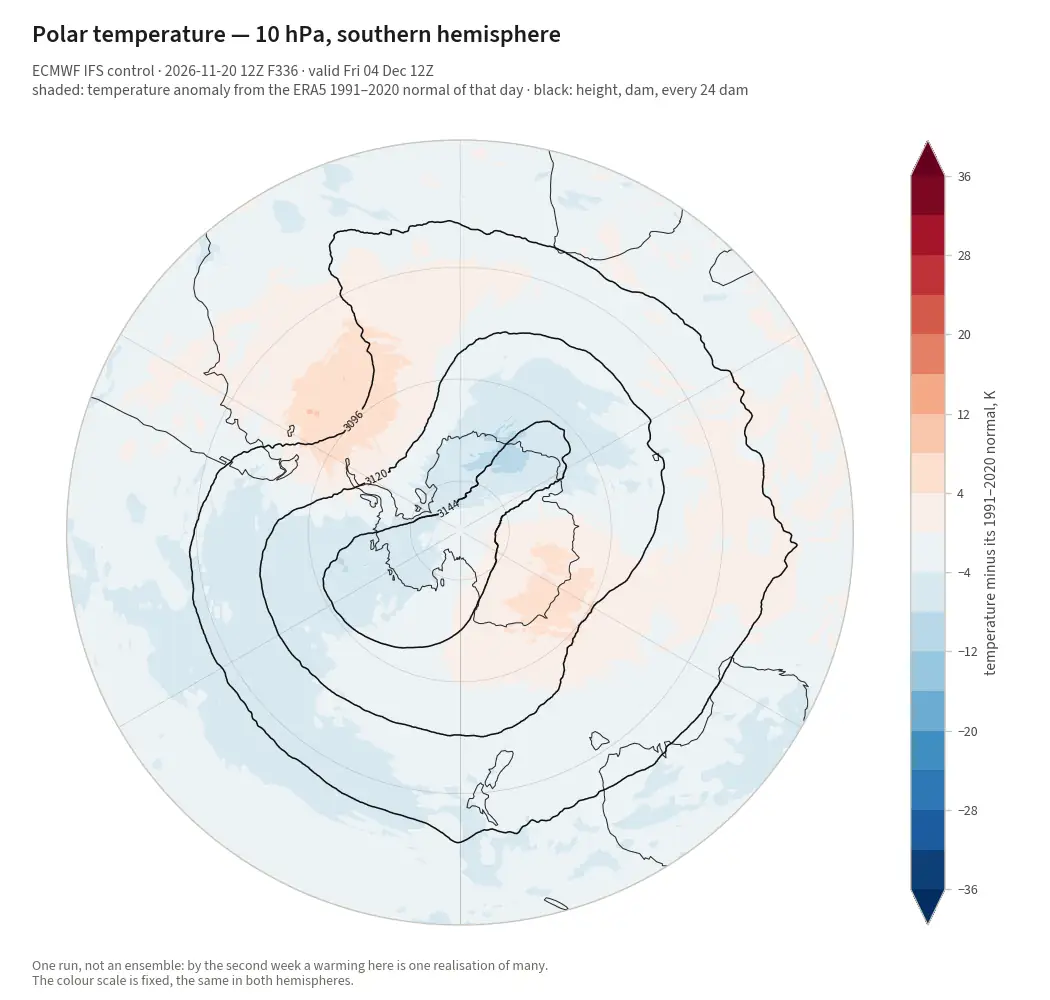 Polar temperature — 10 hPa, southern hemisphere
ECMWF IFS control · 2026-11-20 12Z F336 · valid Fri 04 Dec 12Z
shaded: temperature anomaly from the ERA5 1991–2020 normal of that day · black: height, dam, every 24 dam
36
28
20
12
4
−4
−12
−20
−28
−36
temperature minus its 1991–2020 normal, K
3096
3120
3144
One run, not an ensemble: by the second week a warming here is one realisation of many.
The colour scale is fixed, the same in both hemispheres.